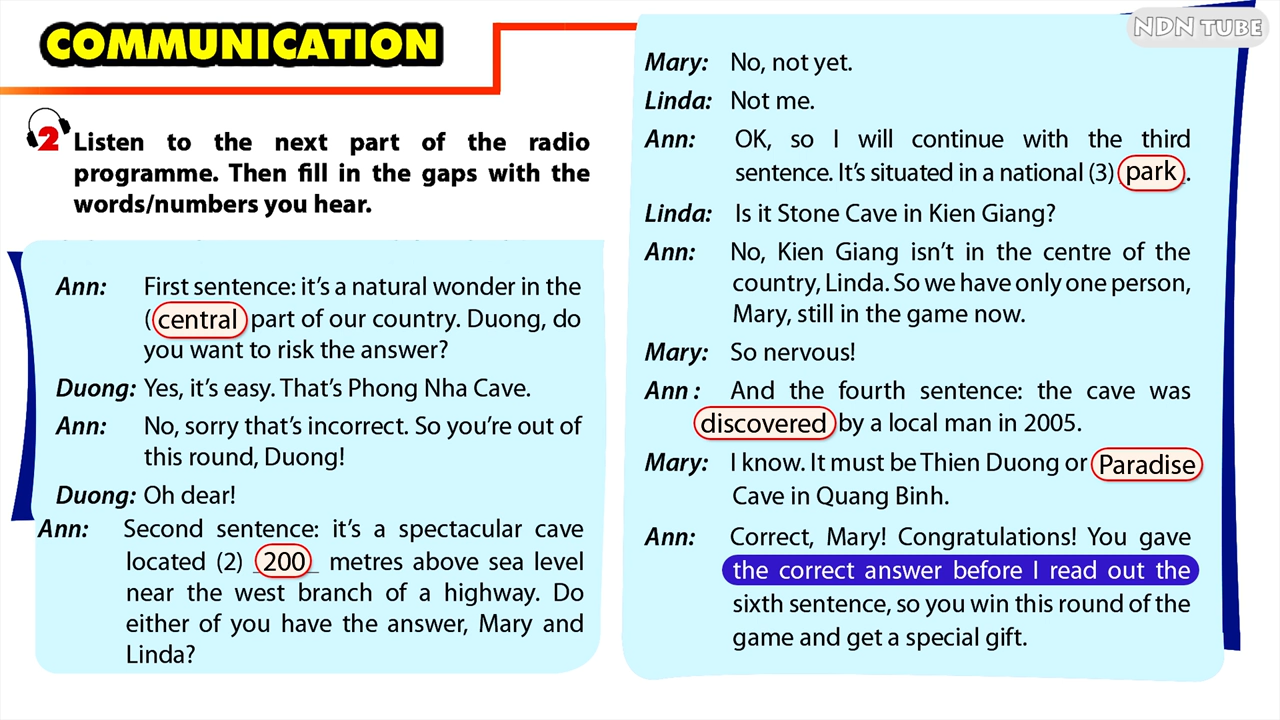 COMMUNICATION
NDN TUBE
2 Listen to the next part of the radio
programme. Then fill in the gaps with the
words/numbers you hear.
Ann: First sentence: it's a natural wonder in the
(central part of our country. Duong, do
you want to risk the answer?
Duong: Yes, it's easy. That's Phong Nha Cave.
Ann: No, sorry that's incorrect. So you're out of
this round, Duong!
Duong: Oh dear!
Ann: Second sentence: it's a spectacular cave
located (2) 200 metres above sea level
near the west branch of a highway. Do
either of you have the answer, Mary and
Linda?
Mary: No, not yet.
Linda: Not me.
Ann: OK, so I will continue with the third
sentence. It's situated in a national (3) park.
Linda: Is it Stone Cave in Kien Giang?
Ann: No, Kien Giang isn't in the centre of the
country, Linda. So we have only one person,
Mary, still in the game now.
Mary: So nervous!
Ann : And the fourth sentence: the cave was
discovered by a local man in 2005.
Mary: I know. It must be Thien Duong or Paradise
Cave in Quang Binh.
Ann: Correct, Mary! Congratulations! You gave
the correct answer before I read out the
sixth sentence, so you win this round of the
game and get a special gift.